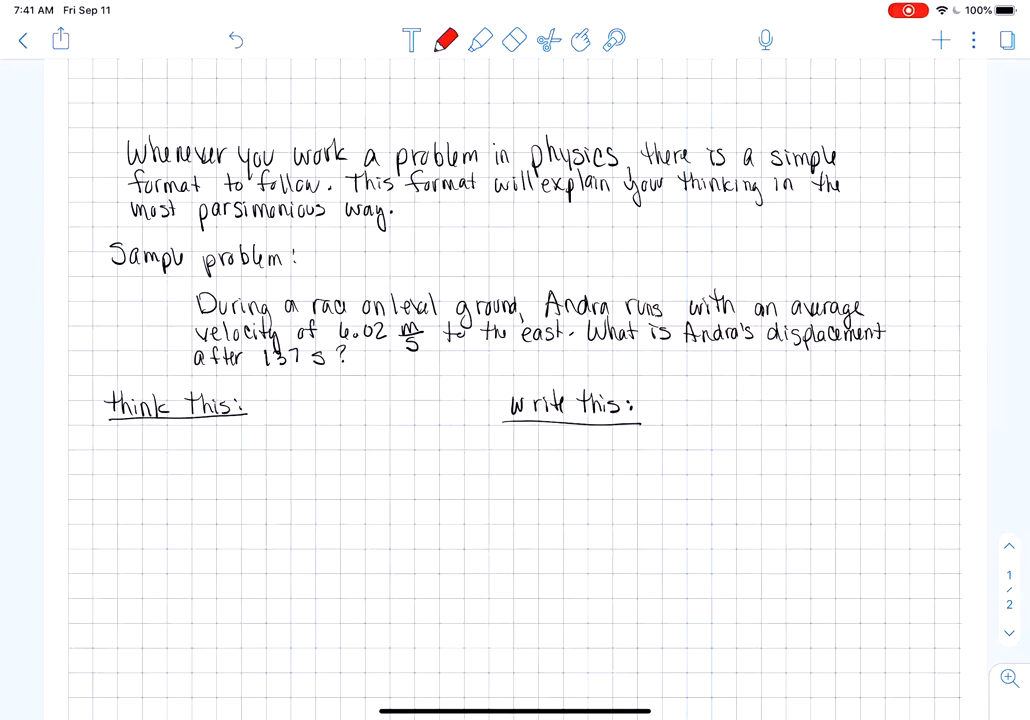 7:41 AM Fri Sep 11
100%
T
Whenever you work a problem in physics, there is a simple
format to follow. This format will explain your thinking in the
most parsimonious way.
Sample problem:
During a race on level ground, Andra runs with an average
velocity of 6.02 m/s to the east. What is Andra's displacement
after 137 s?
think this:
write this:
1
/
2